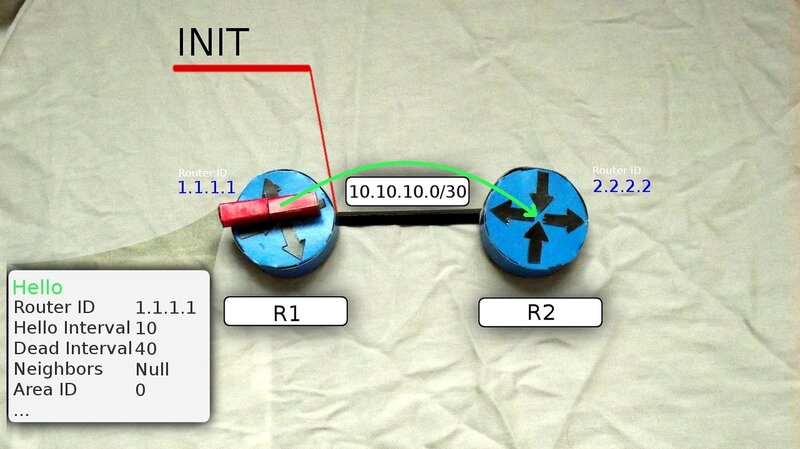 INIT
Router ID
1.1.1.1
10.10.10.0/30
Router ID
2.2.2.2
R1
R2
Hello
Router ID 1.1.1.1
Hello Interval 10
Dead Interval 40
Neighbors Null
Area ID 0
...